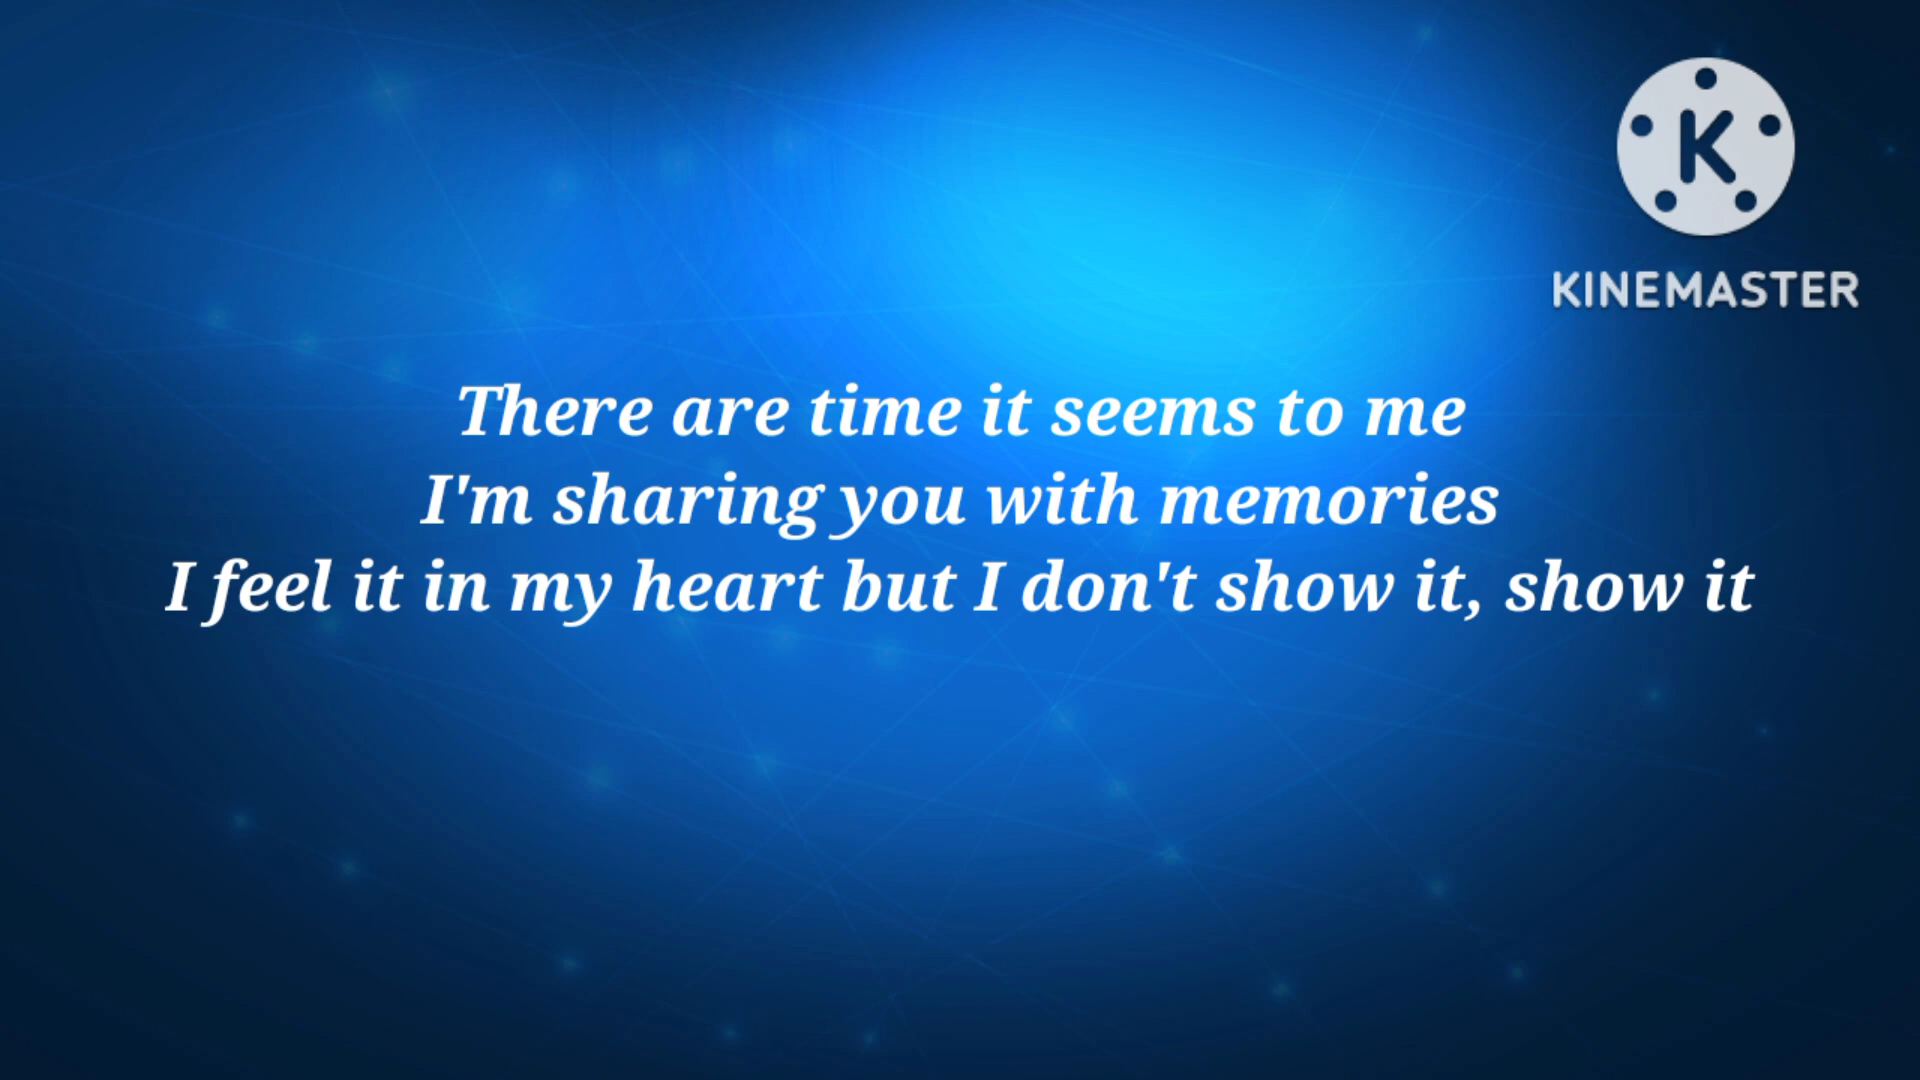 K
KINEMASTER
There are time it seems to me
I'm sharing you with memories
I feel it in my heart but I don't show it, show it